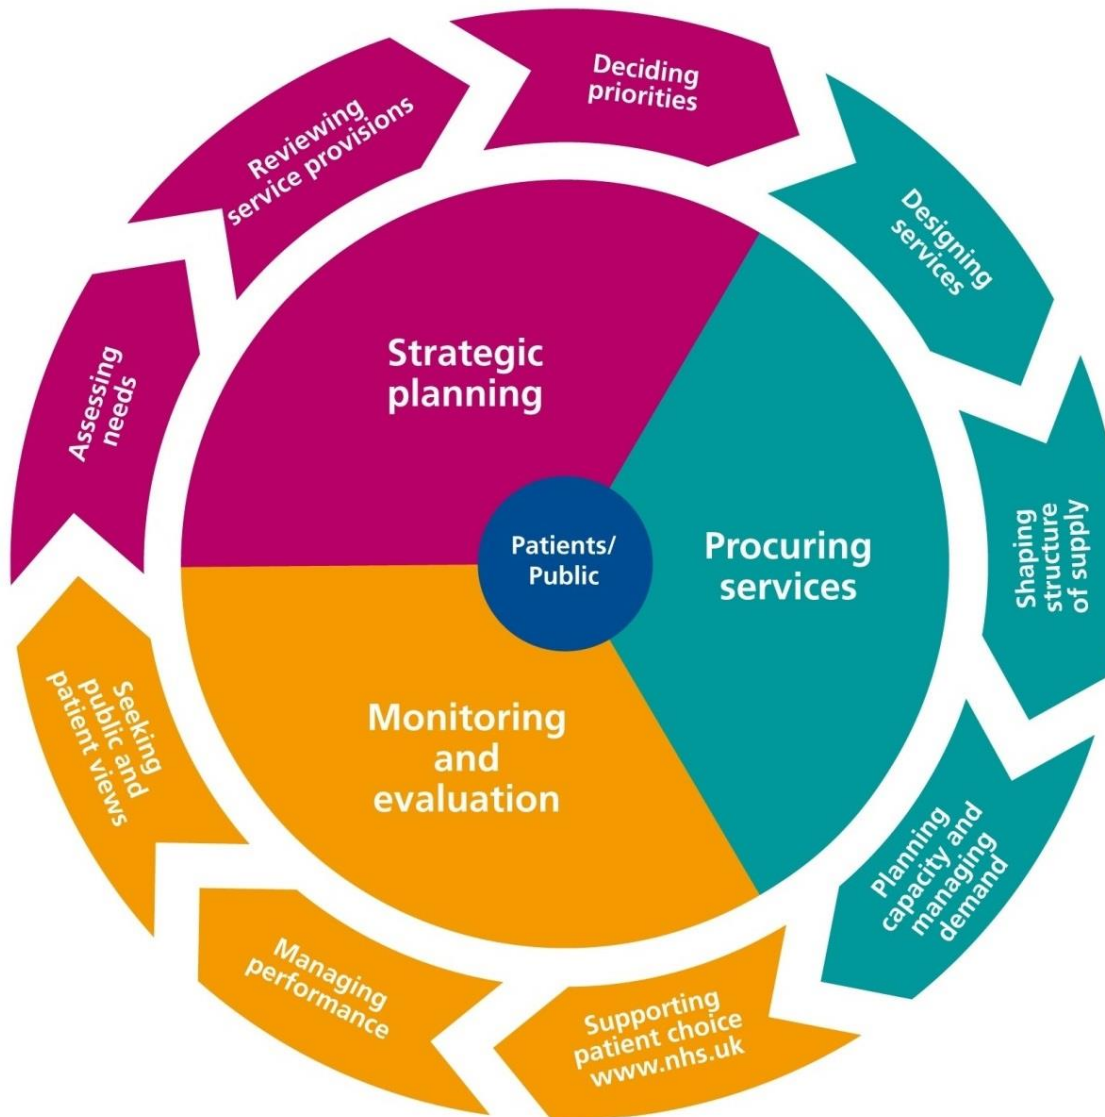 Deciding
priorities
Designing
services
Shaping
structure
of supply
Planning
capacity and
managing
demand
Supporting
patient choice
www.nhs.uk
Managing
performance
Seeking
public and
patient views
Assessing
needs
Reviewing
service provisions
Strategic
planning
Procuring
services
Monitoring
and
evaluation
Patients/
Public